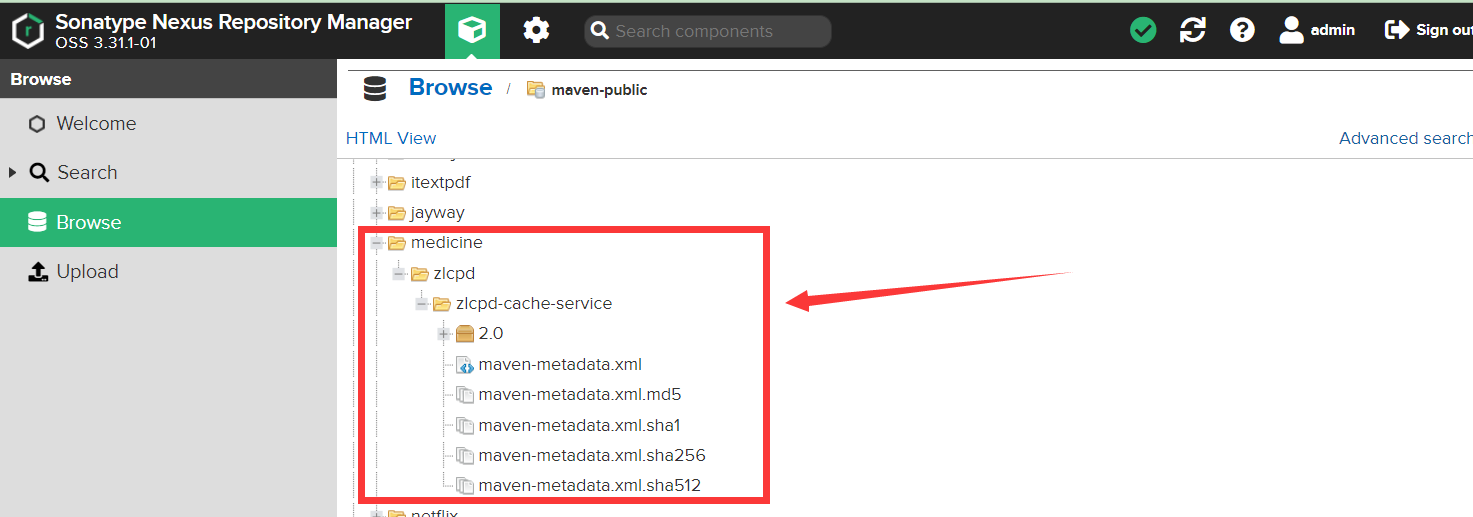 Sonatype Nexus Repository Manager
OSS 3.31.1-01
Search components
admin
Sign out
Browse
Welcome
Search
Browse
Upload
Browse / maven-public
HTML View
Advanced search
itextpdf
jayway
medicine
zlcpd
zlcpd-cache-service
2.0
maven-metadata.xml
maven-metadata.xml.md5
maven-metadata.xml.sha1
maven-metadata.xml.sha256
maven-metadata.xml.sha512
netflix